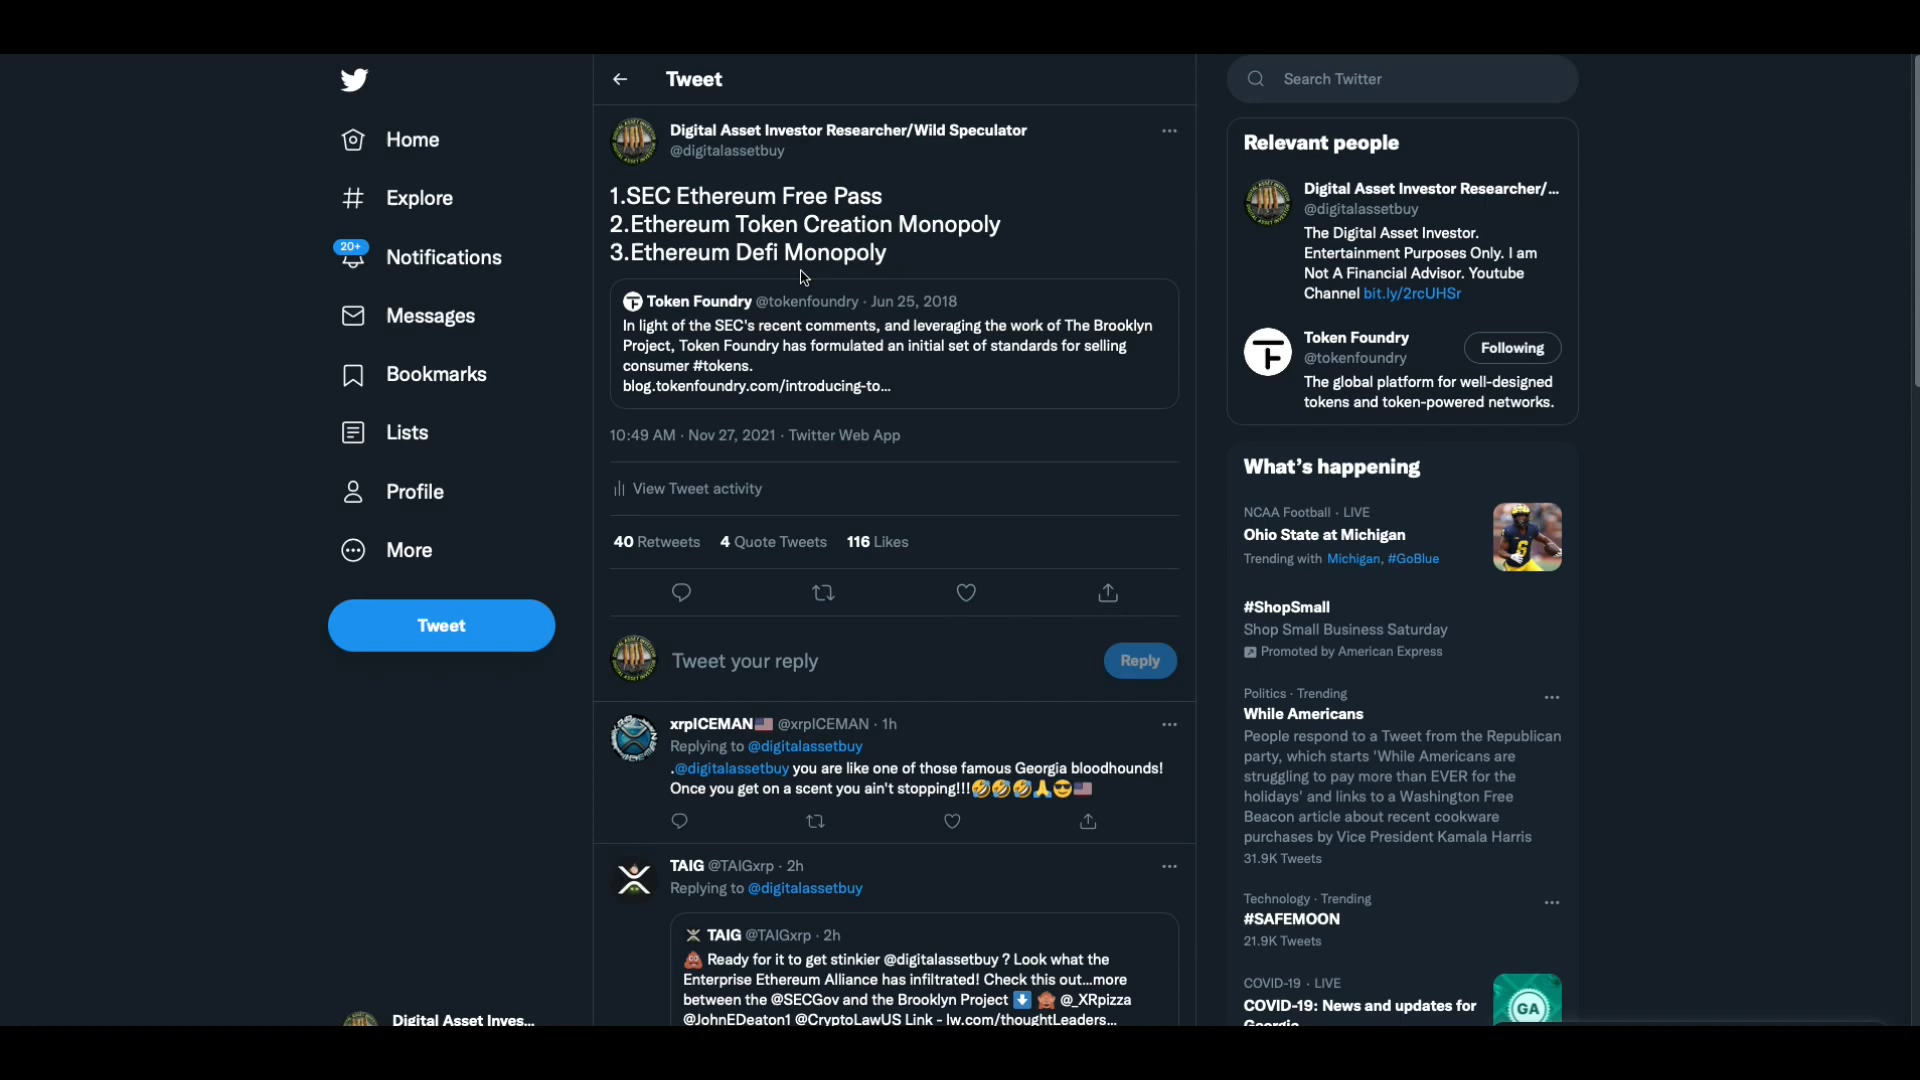 Tweet
Search Twitter
Home
Explore
20+
Notifications
Messages
Bookmarks
Lists
Profile
More
Tweet
Digital Asset Inves...
Digital Asset Investor Researcher/Wild Speculator
@digitalassetbuy
1.SEC Ethereum Free Pass
2.Ethereum Token Creation Monopoly
3.Ethereum Defi Monopoly
Token Foundry @tokenfoundry · Jun 25, 2018
In light of the SEC's recent comments, and leveraging the work of The Brooklyn
Project, Token Foundry has formulated an initial set of standards for selling
consumer #tokens.
blog.tokenfoundry.com/introducing-to...
10:49 AM · Nov 27, 2021 · Twitter Web App
View Tweet activity
40 Retweets 4 Quote Tweets 116 Likes
Tweet your reply
Reply
xrpICEMAN🇺🇸 @xrpICEMAN · 1h
Replying to @digitalassetbuy
.@digitalassetbuy you are like one of those famous Georgia bloodhounds!
Once you get on a scent you ain't stopping!!!🤣🤣🤣🙏😎🇺🇸
TAIG @TAIGxrp · 2h
Replying to @digitalassetbuy
TAIG @TAIGxrp · 2h
💩 Ready for it to get stinkier @digitalassetbuy ? Look what the
Enterprise Ethereum Alliance has infiltrated! Check this out...more
between the @SECGov and the Brooklyn Project ⬇️ 🙈 @_XRpizza
@JohnEDeaton1 @CryptoLawUS Link - lw.com/thoughtLeaders...
Relevant people
Digital Asset Investor Researcher/...
@digitalassetbuy
The Digital Asset Investor.
Entertainment Purposes Only. I am
Not A Financial Advisor. Youtube
Channel bit.ly/2rcUHSr
Token Foundry
@tokenfoundry
Following
The global platform for well-designed
tokens and token-powered networks.
What's happening
NCAA Football · LIVE
Ohio State at Michigan
Trending with Michigan, #GoBlue
#ShopSmall
Shop Small Business Saturday
Promoted by American Express
Politics · Trending
While Americans
People respond to a Tweet from the Republican
party, which starts 'While Americans are
struggling to pay more than EVER for the
holidays' and links to a Washington Free
Beacon article about recent cookware
purchases by Vice President Kamala Harris
31.9K Tweets
Technology · Trending
#SAFEMOON
21.9K Tweets
COVID-19 · LIVE
COVID-19: News and updates for
Georgia
GA